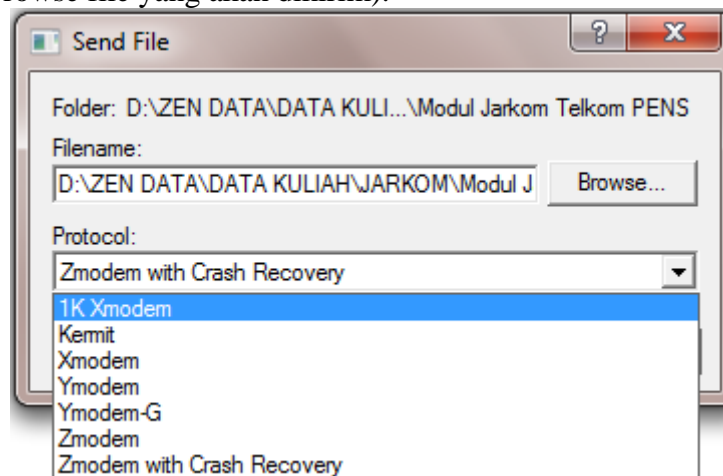 Send File
Folder: D:\ZEN DATA\DATA KULI...\Modul Jarkom Telkom PENS
Filename:
D:\ZEN DATA\DATA KULIAH\JARKOM\Modul J
Browse...
Protocol:
Zmodem with Crash Recovery
1K Xmodem
Kermit
Xmodem
Ymodem
Ymodem-G
Zmodem
Zmodem with Crash Recovery